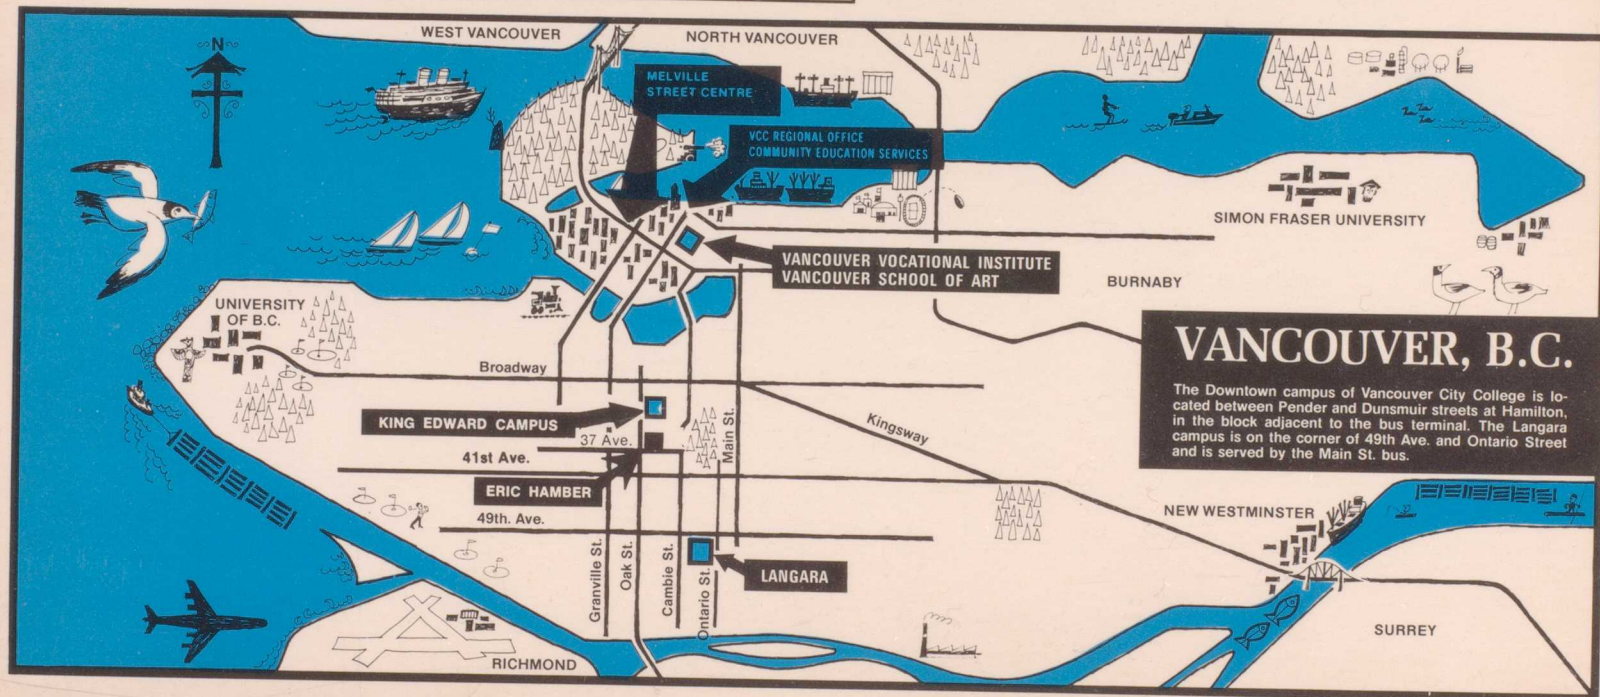 WEST VANCOUVER
NORTH VANCOUVER
N
MELVILLE
STREET CENTRE
VCC REGIONAL OFFICE
COMMUNITY EDUCATION SERVICES
SIMON FRASER UNIVERSITY
VANCOUVER VOCATIONAL INSTITUTE
VANCOUVER SCHOOL OF ART
BURNABY
UNIVERSITY
OF B.C.
VANCOUVER, B.C.
The Downtown campus of Vancouver City College is lo-
cated between Pender and Dunsmuir streets at Hamilton,
in the block adjacent to the bus terminal. The Langara
campus is on the corner of 49th Ave. and Ontario Street
and is served by the Main St. bus.
Broadway
KING EDWARD CAMPUS
Kingsway
Main St.
37 Ave.
41st Ave.
ERIC HAMBER
49th. Ave.
NEW WESTMINSTER
Granville St.
Oak St.
Cambie St.
Ontario St.
LANGARA
SURREY
RICHMOND